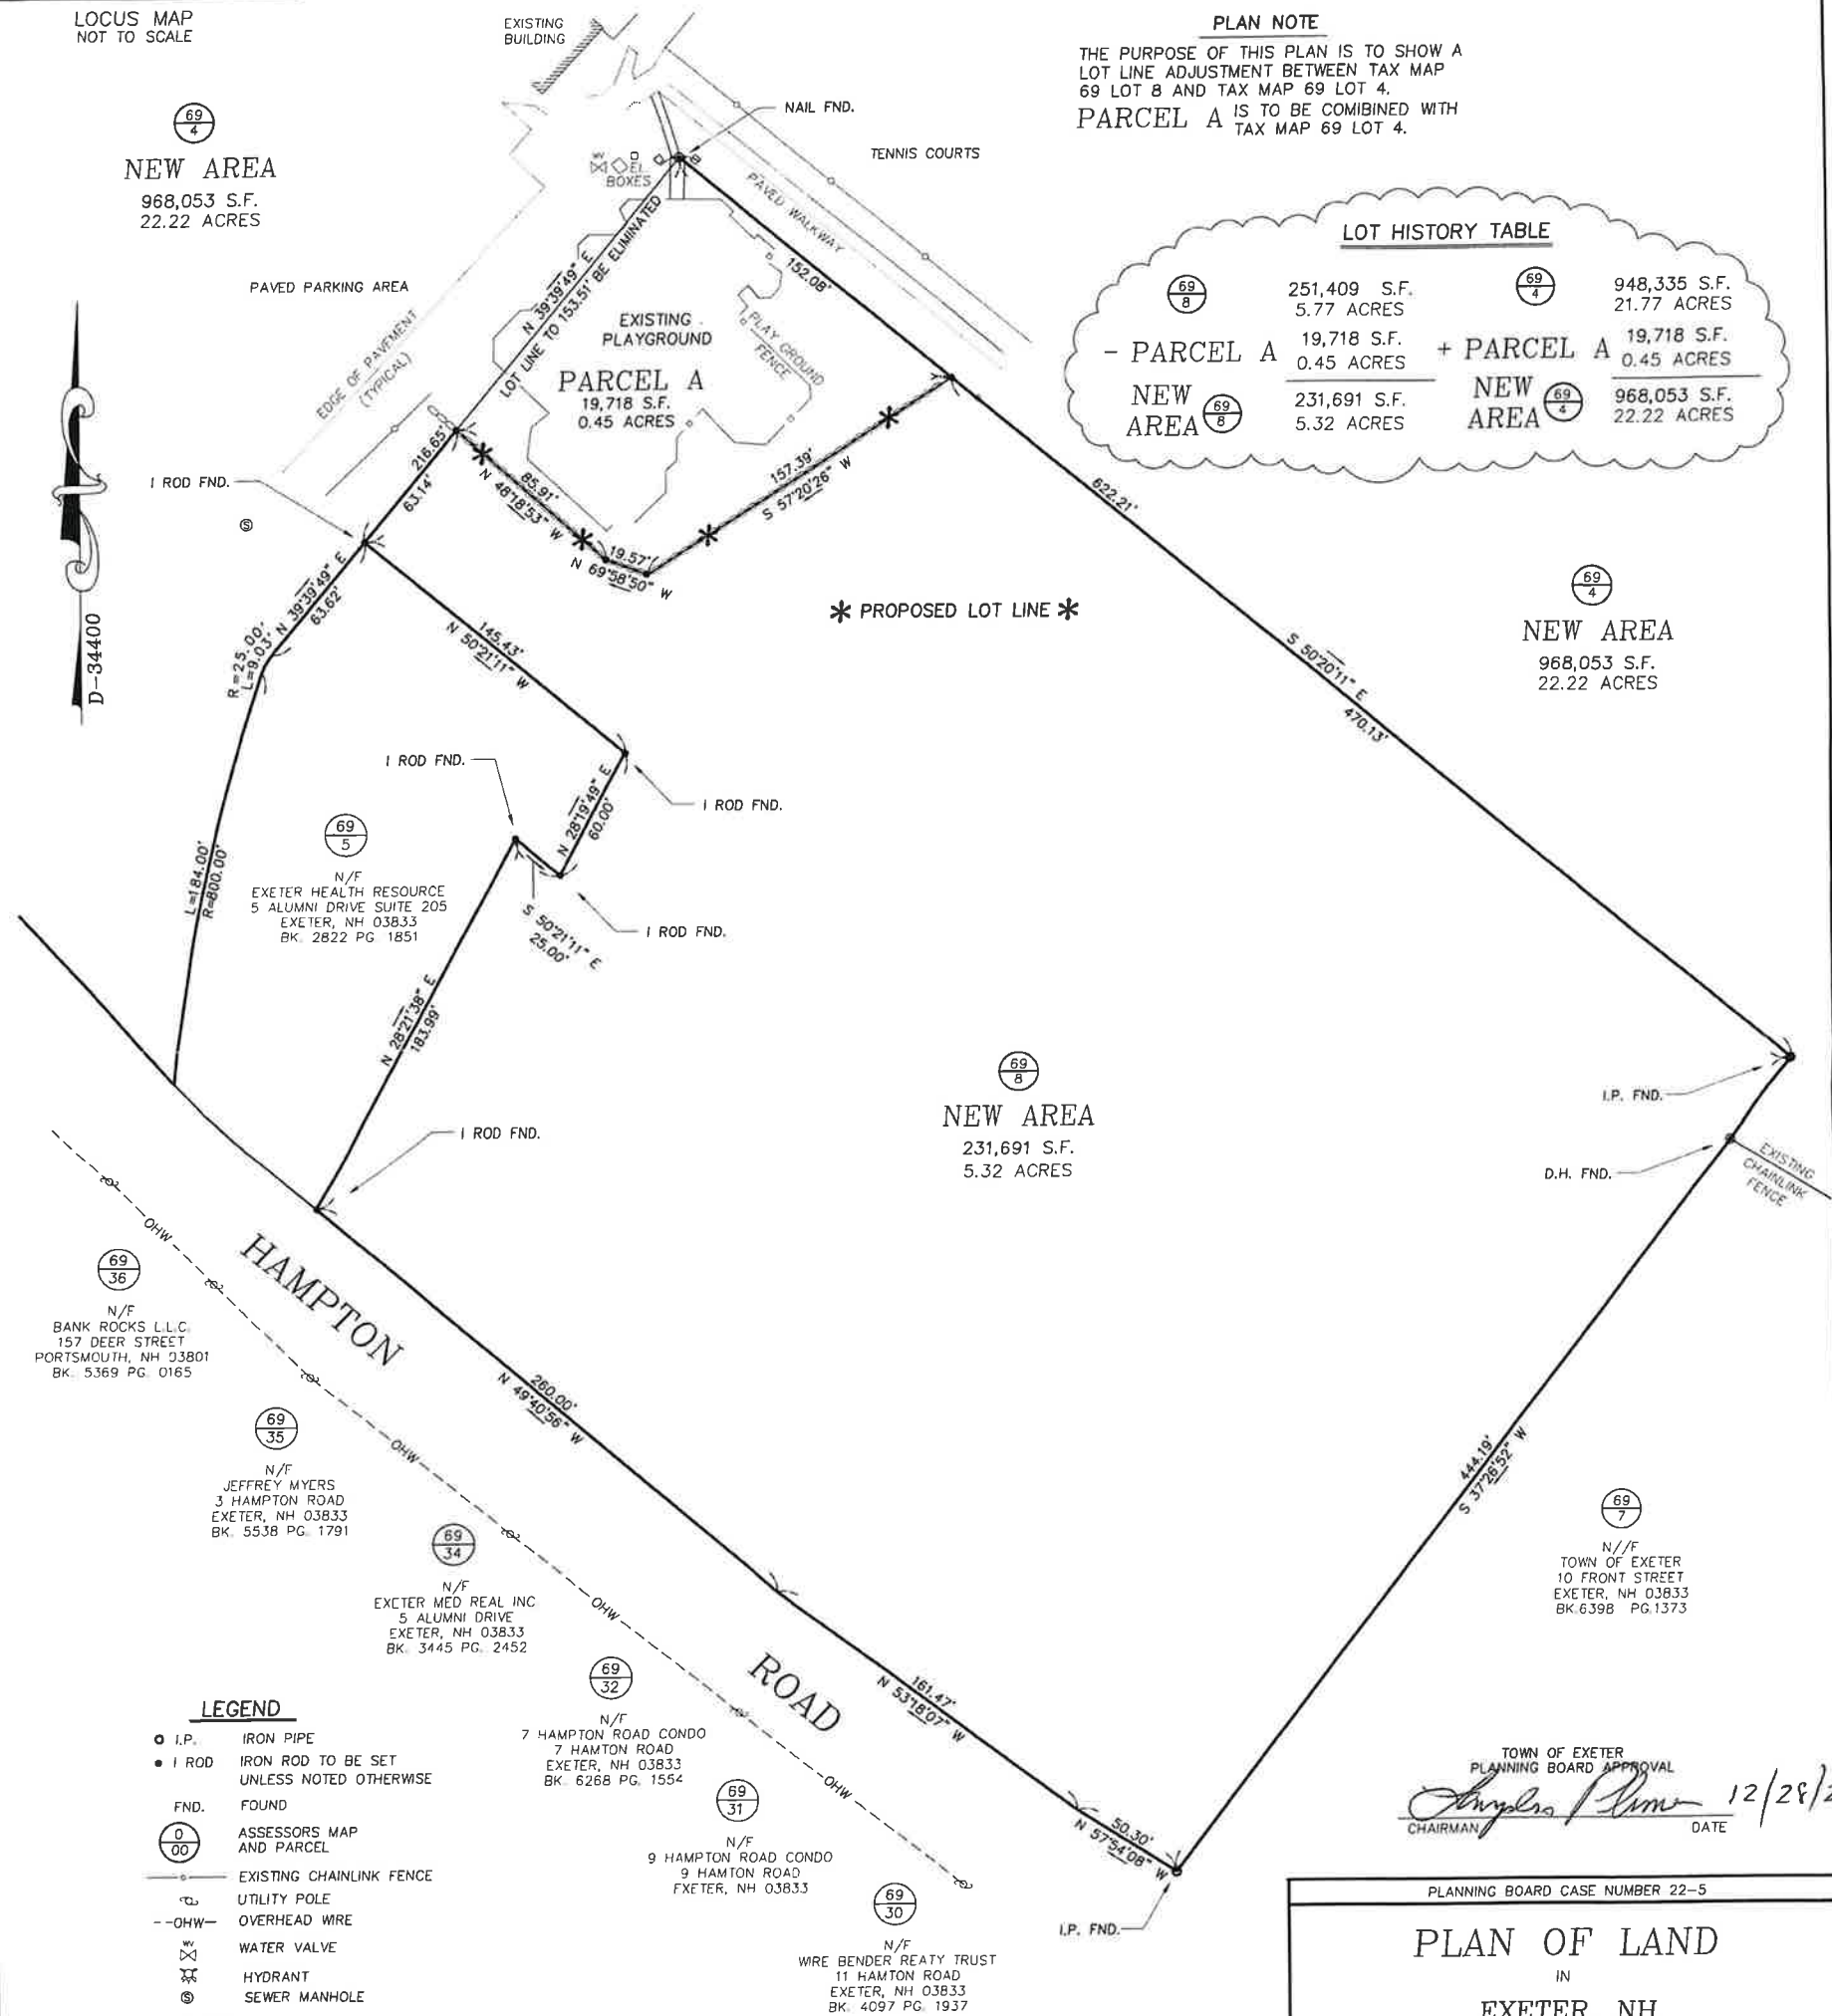 LOCUS MAP
NOT TO SCALE
EXISTING
BUILDING
PLAN NOTE
THE PURPOSE OF THIS PLAN IS TO SHOW A
LOT LINE ADJUSTMENT BETWEEN TAX MAP
69 LOT 8 AND TAX MAP 69 LOT 4.
PARCEL A IS TO BE COMIBINED WITH
TAX MAP 69 LOT 4.
69
4
NEW AREA
968,053 S.F.
22.22 ACRES
NAIL FND.
TENNIS COURTS
WV
EL.
BOXES
PAVED WALKWAY
PAVED PARKING AREA
EDGE OF PAVEMENT
(TYPICAL)
N 39°39'49" E
LOT LINE TO 153.51' BE ELIMINATED
152.08'
EXISTING
PLAYGROUND
PLAY GROUND
FENCE
PARCEL A
19,718 S.F.
0.45 ACRES
LOT HISTORY TABLE
69
8
251,409 S.F.
5.77 ACRES
69
4
948,335 S.F.
21.77 ACRES
- PARCEL A
19,718 S.F.
0.45 ACRES
+ PARCEL A
19,718 S.F.
0.45 ACRES
NEW
AREA
69
8
231,691 S.F.
5.32 ACRES
NEW
AREA
69
4
968,053 S.F.
22.22 ACRES
216.65'
63.14'
I ROD FND.
S
85.91'
N 48°18'53" W
157.39'
S 57°20'26" W
19.57'
N 69°58'50" W
622.21'
* PROPOSED LOT LINE *
D-34400
N 39°39'49" E
63.62'
R=25.00'
L=9.03'
145.43'
N 50°21'11" W
69
4
NEW AREA
968,053 S.F.
22.22 ACRES
S 50°20'11" E
470.13'
I ROD FND.
I ROD FND.
N 28°19'49" E
60.00'
69
5
N/F
EXETER HEALTH RESOURCE
5 ALUMNI DRIVE SUITE 205
EXETER, NH 03833
BK. 2822 PG 1851
L=184.00'
R=800.00'
I ROD FND.
S 50°21'11" E
25.00'
N 28°21'38" E
183.99'
69
8
NEW AREA
231,691 S.F.
5.32 ACRES
I.P. FND.
D.H. FND.
EXISTING
CHAINLINK
FENCE
I ROD FND.
HAMPTON
OHW
69
36
N/F
BANK ROCKS L.L.C.
157 DEER STREET
PORTSMOUTH, NH 03801
BK. 5369 PG. 0165
260.00'
N 49°40'56" W
69
35
N/F
JEFFREY MYERS
3 HAMPTON ROAD
EXETER, NH 03833
BK. 5538 PG. 1791
OHW
444.19'
S 37°26'52" W
69
7
N//F
TOWN OF EXETER
10 FRONT STREET
EXETER, NH 03833
BK.6398 PG.1373
69
34
N/F
EXETER MED REAL INC
5 ALUMNI DRIVE
EXETER, NH 03833
BK. 3445 PG. 2452
OHW
ROAD
161.47'
N 53°18'07" W
69
32
N/F
7 HAMPTON ROAD CONDO
7 HAMTON ROAD
EXETER, NH 03833
BK. 6268 PG. 1554
OHW
69
31
N/F
9 HAMPTON ROAD CONDO
9 HAMTON ROAD
EXETER, NH 03833
50.30'
N 57°54'08" W
I.P. FND.
69
30
N/F
WIRE BENDER REATY TRUST
11 HAMTON ROAD
EXETER, NH 03833
BK. 4097 PG. 1937
LEGEND
I.P. IRON PIPE
I ROD IRON ROD TO BE SET
UNLESS NOTED OTHERWISE
FND. FOUND
0
00
ASSESSORS MAP
AND PARCEL
EXISTING CHAINLINK FENCE
UTILITY POLE
--OHW- OVERHEAD WIRE
WV
WATER VALVE
HYDRANT
S SEWER MANHOLE
TOWN OF EXETER
PLANNING BOARD APPROVAL
12/28/2
CHAIRMAN DATE
PLANNING BOARD CASE NUMBER 22-5
PLAN OF LAND
IN
EXETER, NH